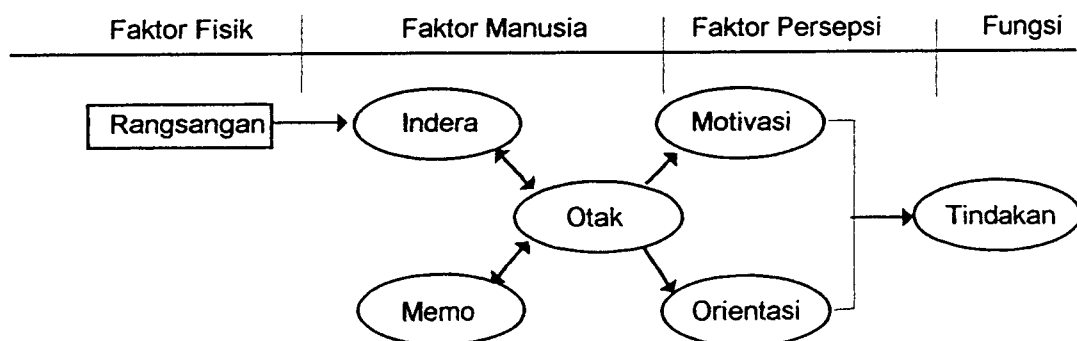 Faktor Fisik Faktor Manusia Faktor Persepsi Fungsi
Rangsangan Indera Motivasi
Otak Tindakan
Memo Orientasi